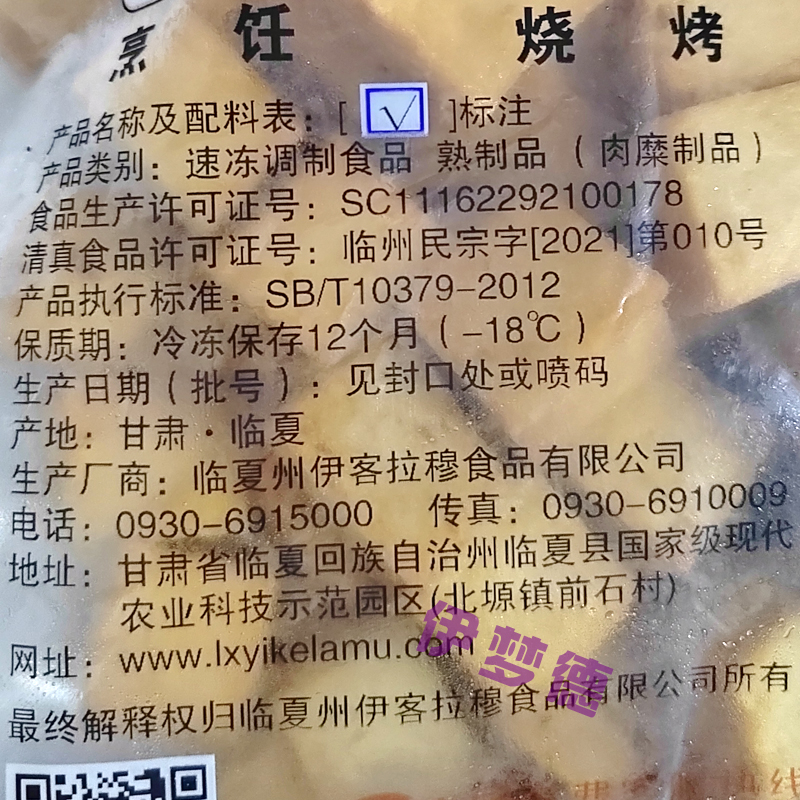 烹 饪 烧 烤
产品名称及配料表：[√]标注
产品类别：速冻调制食品 熟制品（肉糜制品）
食品生产许可证号：SC11162292100178
清真食品许可证号：临州民宗字[2021]第010号
产品执行标准：SB/T10379-2012
保质期：冷冻保存12个月（-18℃）
生产日期（批号）：见封口处或喷码
产地：甘肃·临夏
生产厂商：临夏州伊客拉穆食品有限公司
电话：0930-6915000 传真：0930-6910009
地址：甘肃省临夏回族自治州临夏县国家级现代
农业科技示范园区(北塬镇前石村)
网址：www.lxyikelamu.com
伊梦德
最终解释权归临夏州伊客拉穆食品有限公司所有